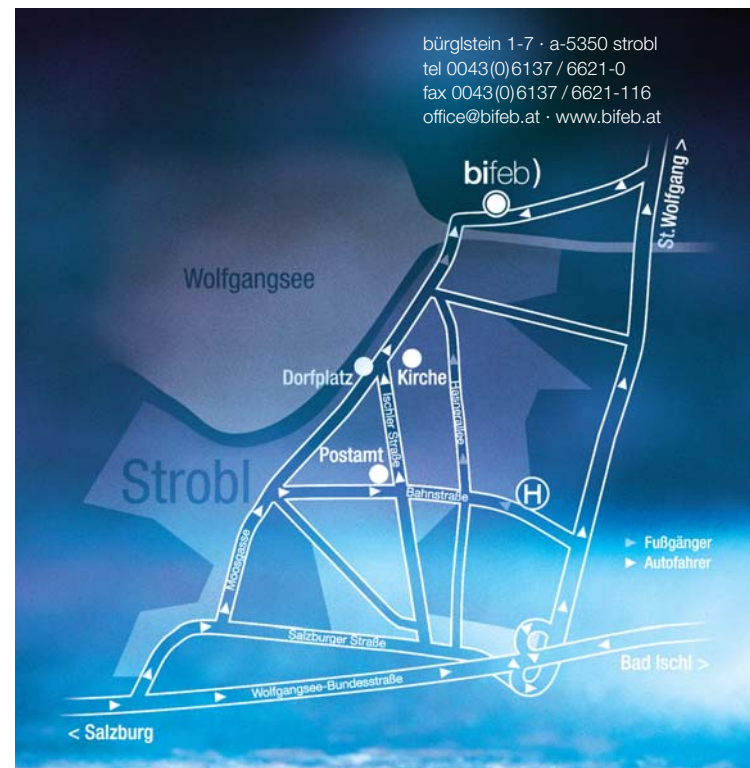 bürglstein 1-7 · a-5350 strobl
tel 0043(0)6137 / 6621-0
fax 0043(0)6137 / 6621-116
office@bifeb.at · www.bifeb.at
bifeb)
St.Wolfgang >
Wolfgangsee
Dorfplatz
Kirche
Ischler Straße
Hasnerallee
Postamt
Strobl
Bahnstraße
H
Moosgasse
Fußgänger
Autofahrer
Salzburger Straße
Bad Ischl >
Wolfgangsee-Bundesstraße
< Salzburg